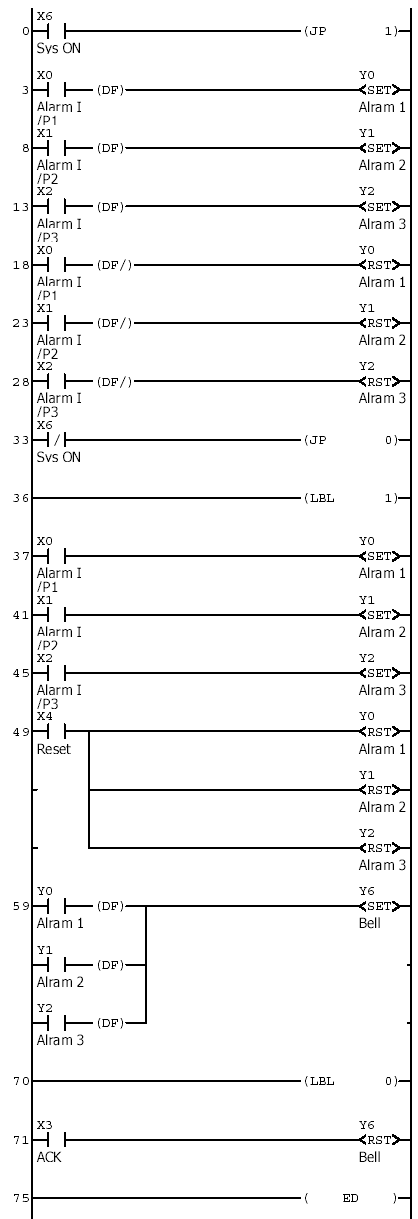 X6
0 (JP 1)
Sys ON
X0 Y0
3 (DF) <SET>
Alarm I Alram 1
/P1
X1 Y1
8 (DF) <SET>
Alarm I Alram 2
/P2
X2 Y2
13 (DF) <SET>
Alarm I Alram 3
/P3
X0 Y0
18 (DF/) <RST>
Alarm I Alram 1
/P1
X1 Y1
23 (DF/) <RST>
Alarm I Alram 2
/P2
X2 Y2
28 (DF/) <RST>
Alarm I Alram 3
/P3
X6
33 / (JP 0)
Sys ON
36 (LBL 1)
X0 Y0
37 <SET>
Alarm I Alram 1
/P1
X1 Y1
41 <SET>
Alarm I Alram 2
/P2
X2 Y2
45 <SET>
Alarm I Alram 3
/P3
X4 Y0
49 <RST>
Reset Alram 1
Y1
<RST>
Alram 2
Y2
<RST>
Alram 3
Y0 Y6
59 (DF) <SET>
Alram 1 Bell
Y1
(DF)
Alram 2
Y2
(DF)
Alram 3
70 (LBL 0)
X3 Y6
71 <RST>
ACK Bell
75 ( ED )